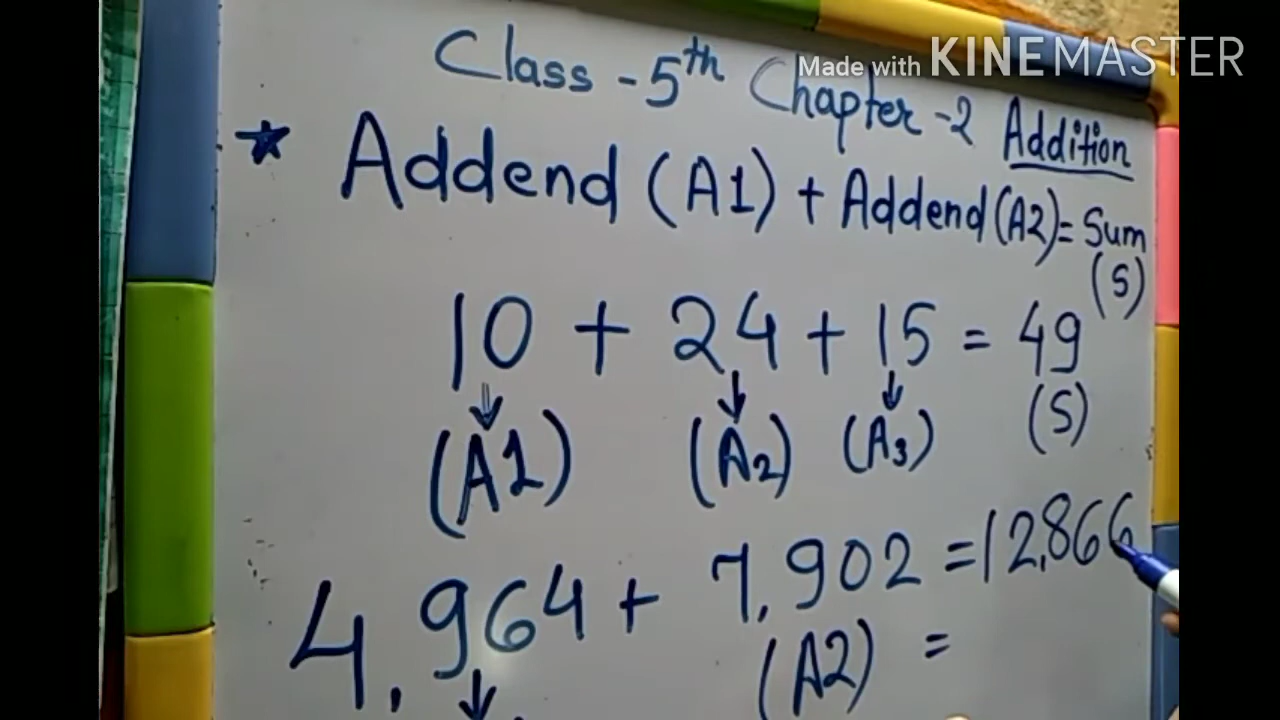 Made with KINEMASTER
Class - 5th Chapter - 2 Addition
★ Addend (A1) + Addend (A2) = Sum
(S)
10 + 24 + 15 = 49
(A1) (A2) (A3) (S)
4,964 + 7,902 = 12,866
(A2) =